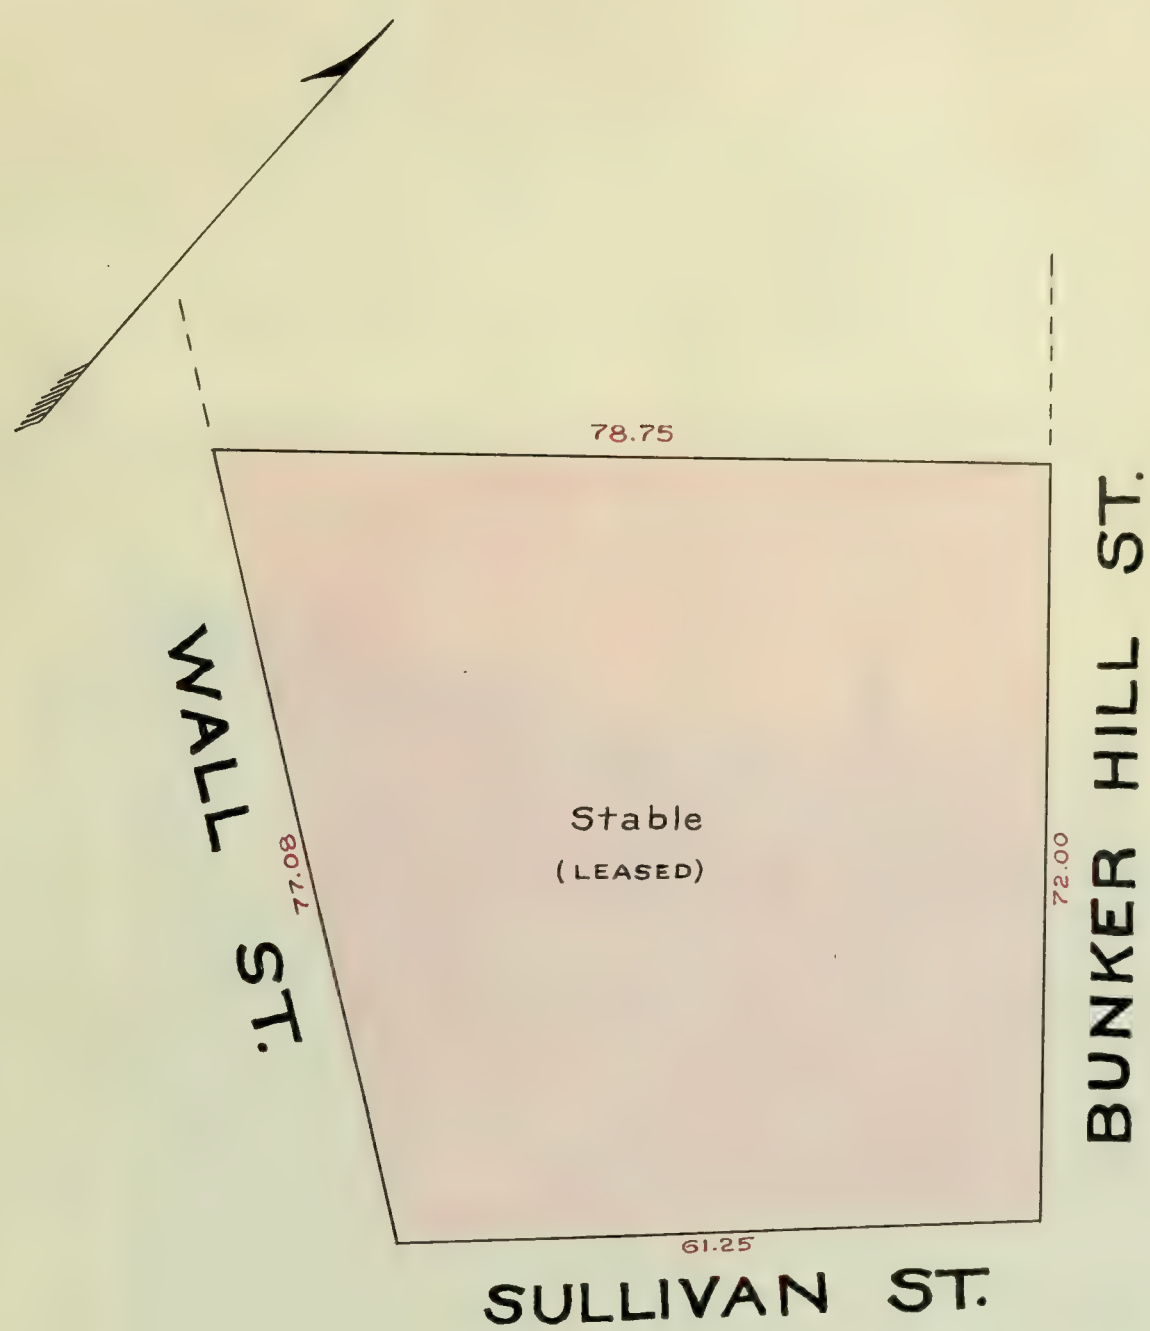 78.75
WALL ST.
77.08
Stable
(LEASED)
72.00
BUNKER HILL ST.
61.25
SULLIVAN ST.